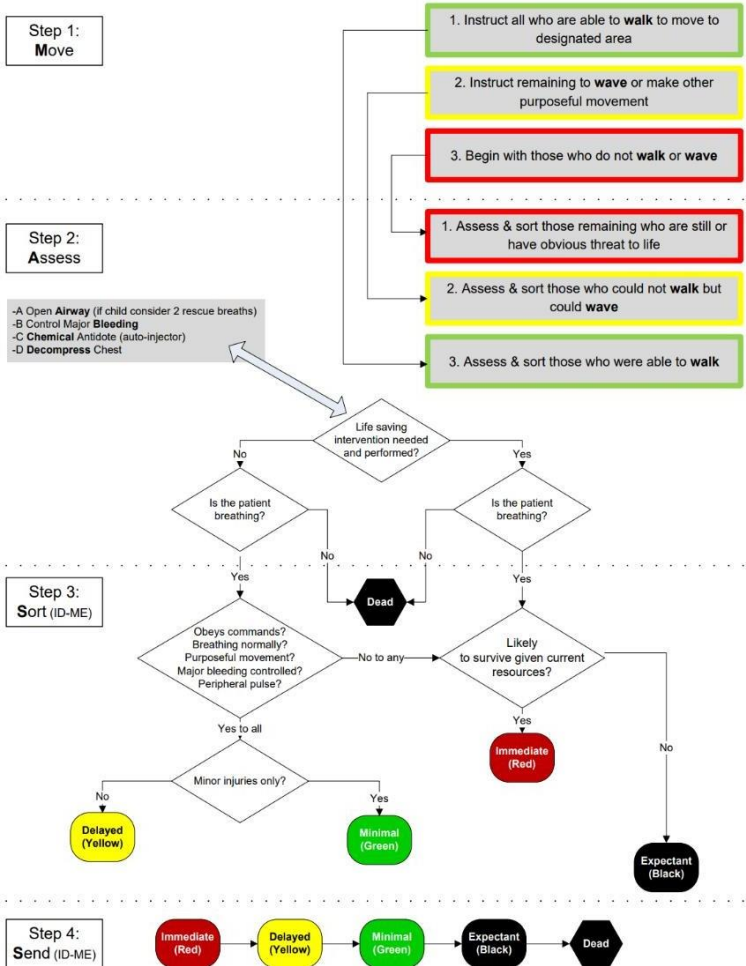 Step 1:
Move
1. Instruct all who are able to walk to move to
designated area
2. Instruct remaining to wave or make other
purposeful movement
3. Begin with those who do not walk or wave
Step 2:
Assess
1. Assess & sort those remaining who are still or
have obvious threat to life
2. Assess & sort those who could not walk but
could wave
3. Assess & sort those who were able to walk
-A Open Airway (if child consider 2 rescue breaths)
-B Control Major Bleeding
-C Chemical Antidote (auto-injector)
-D Decompress Chest
Life saving
intervention needed
and performed?
No
Yes
Is the patient
breathing?
Is the patient
breathing?
No
No
Yes
Yes
Dead
Step 3:
Sort (ID-ME)
Obeys commands?
Breathing normally?
Purposeful movement?
Major bleeding controlled?
Peripheral pulse?
No to any
Likely
to survive given current
resources?
Yes to all
Yes
No
Immediate
(Red)
Minor injuries only?
No
Yes
Delayed
(Yellow)
Minimal
(Green)
Expectant
(Black)
Step 4:
Send (ID-ME)
Immediate
(Red)
Delayed
(Yellow)
Minimal
(Green)
Expectant
(Black)
Dead